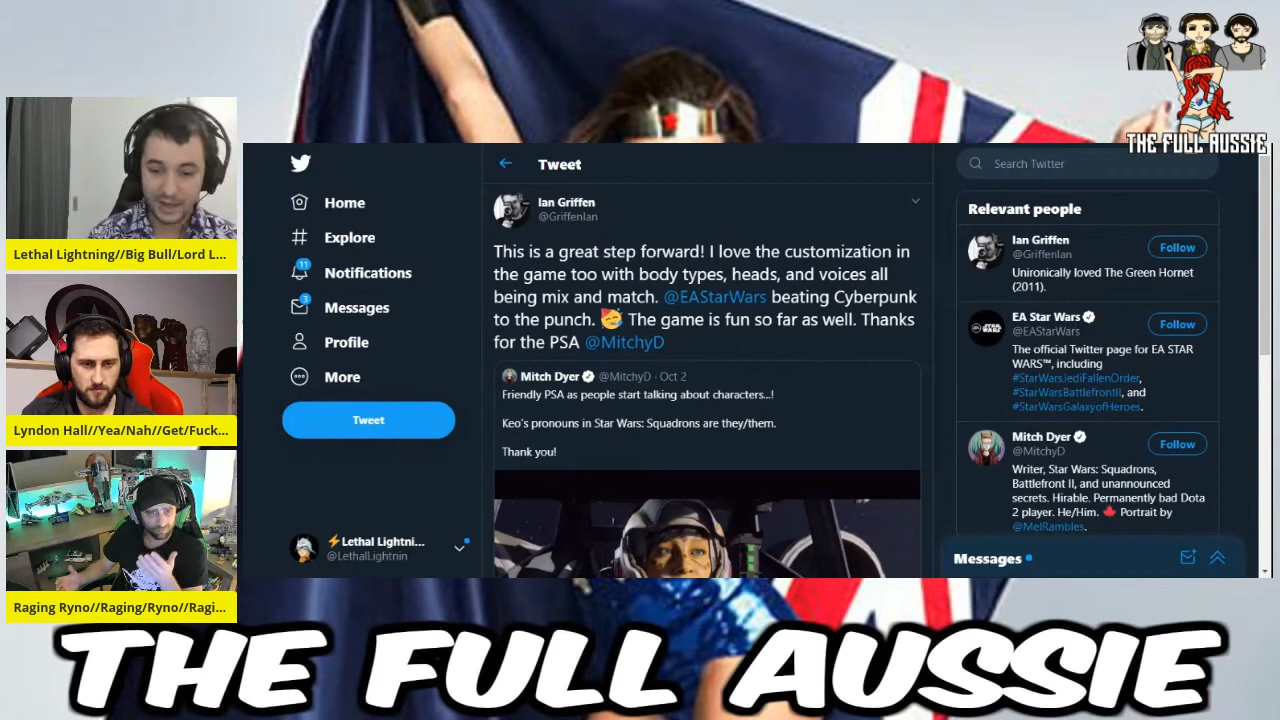 THE FULL AUSSIE
Lethal Lightning//Big Bull/Lord L...
Lyndon Hall//Yea/Nah//Get/Fuck...
Raging Ryno//Raging/Ryno//Ragi...
Home
Explore
11
Notifications
3
Messages
Profile
More
Tweet
⚡Lethal Lightni...
@LethalLightnin
Tweet
Ian Griffen
@GriffenIan
This is a great step forward! I love the customization in
the game too with body types, heads, and voices all
being mix and match. @EAStarWars beating Cyberpunk
to the punch. 🥳 The game is fun so far as well. Thanks
for the PSA @MitchyD
Mitch Dyer @MitchyD · Oct 2
Friendly PSA as people start talking about characters...!
Keo's pronouns in Star Wars: Squadrons are they/them.
Thank you!
Search Twitter
Relevant people
Ian Griffen
@GriffenIan
Follow
Unironically loved The Green Hornet
(2011).
EA Star Wars
@EAStarWars
Follow
The official Twitter page for EA STAR
WARS™, including
#StarWarsJediFallenOrder,
#StarWarsBattlefrontII, and
#StarWarsGalaxyofHeroes.
Mitch Dyer
@MitchyD
Follow
Writer, Star Wars: Squadrons,
Battlefront II, and unannounced
secrets. Hirable. Permanently bad Dota
2 player. He/Him. 🍁 Portrait by
@MelRambles.
Messages
THE FULL AUSSIE